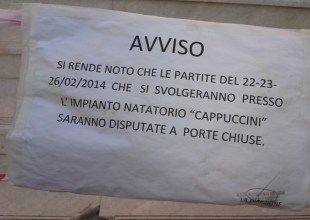 AVVISO
SI RENDE NOTO CHE LE PARTITE DEL 22-23-
26/02/2014 CHE SI SVOLGERANNO PRESSO
L'IMPIANTO NATATORIO "CAPPUCCINI"
SARANNO DISPUTATE A PORTE CHIUSE.